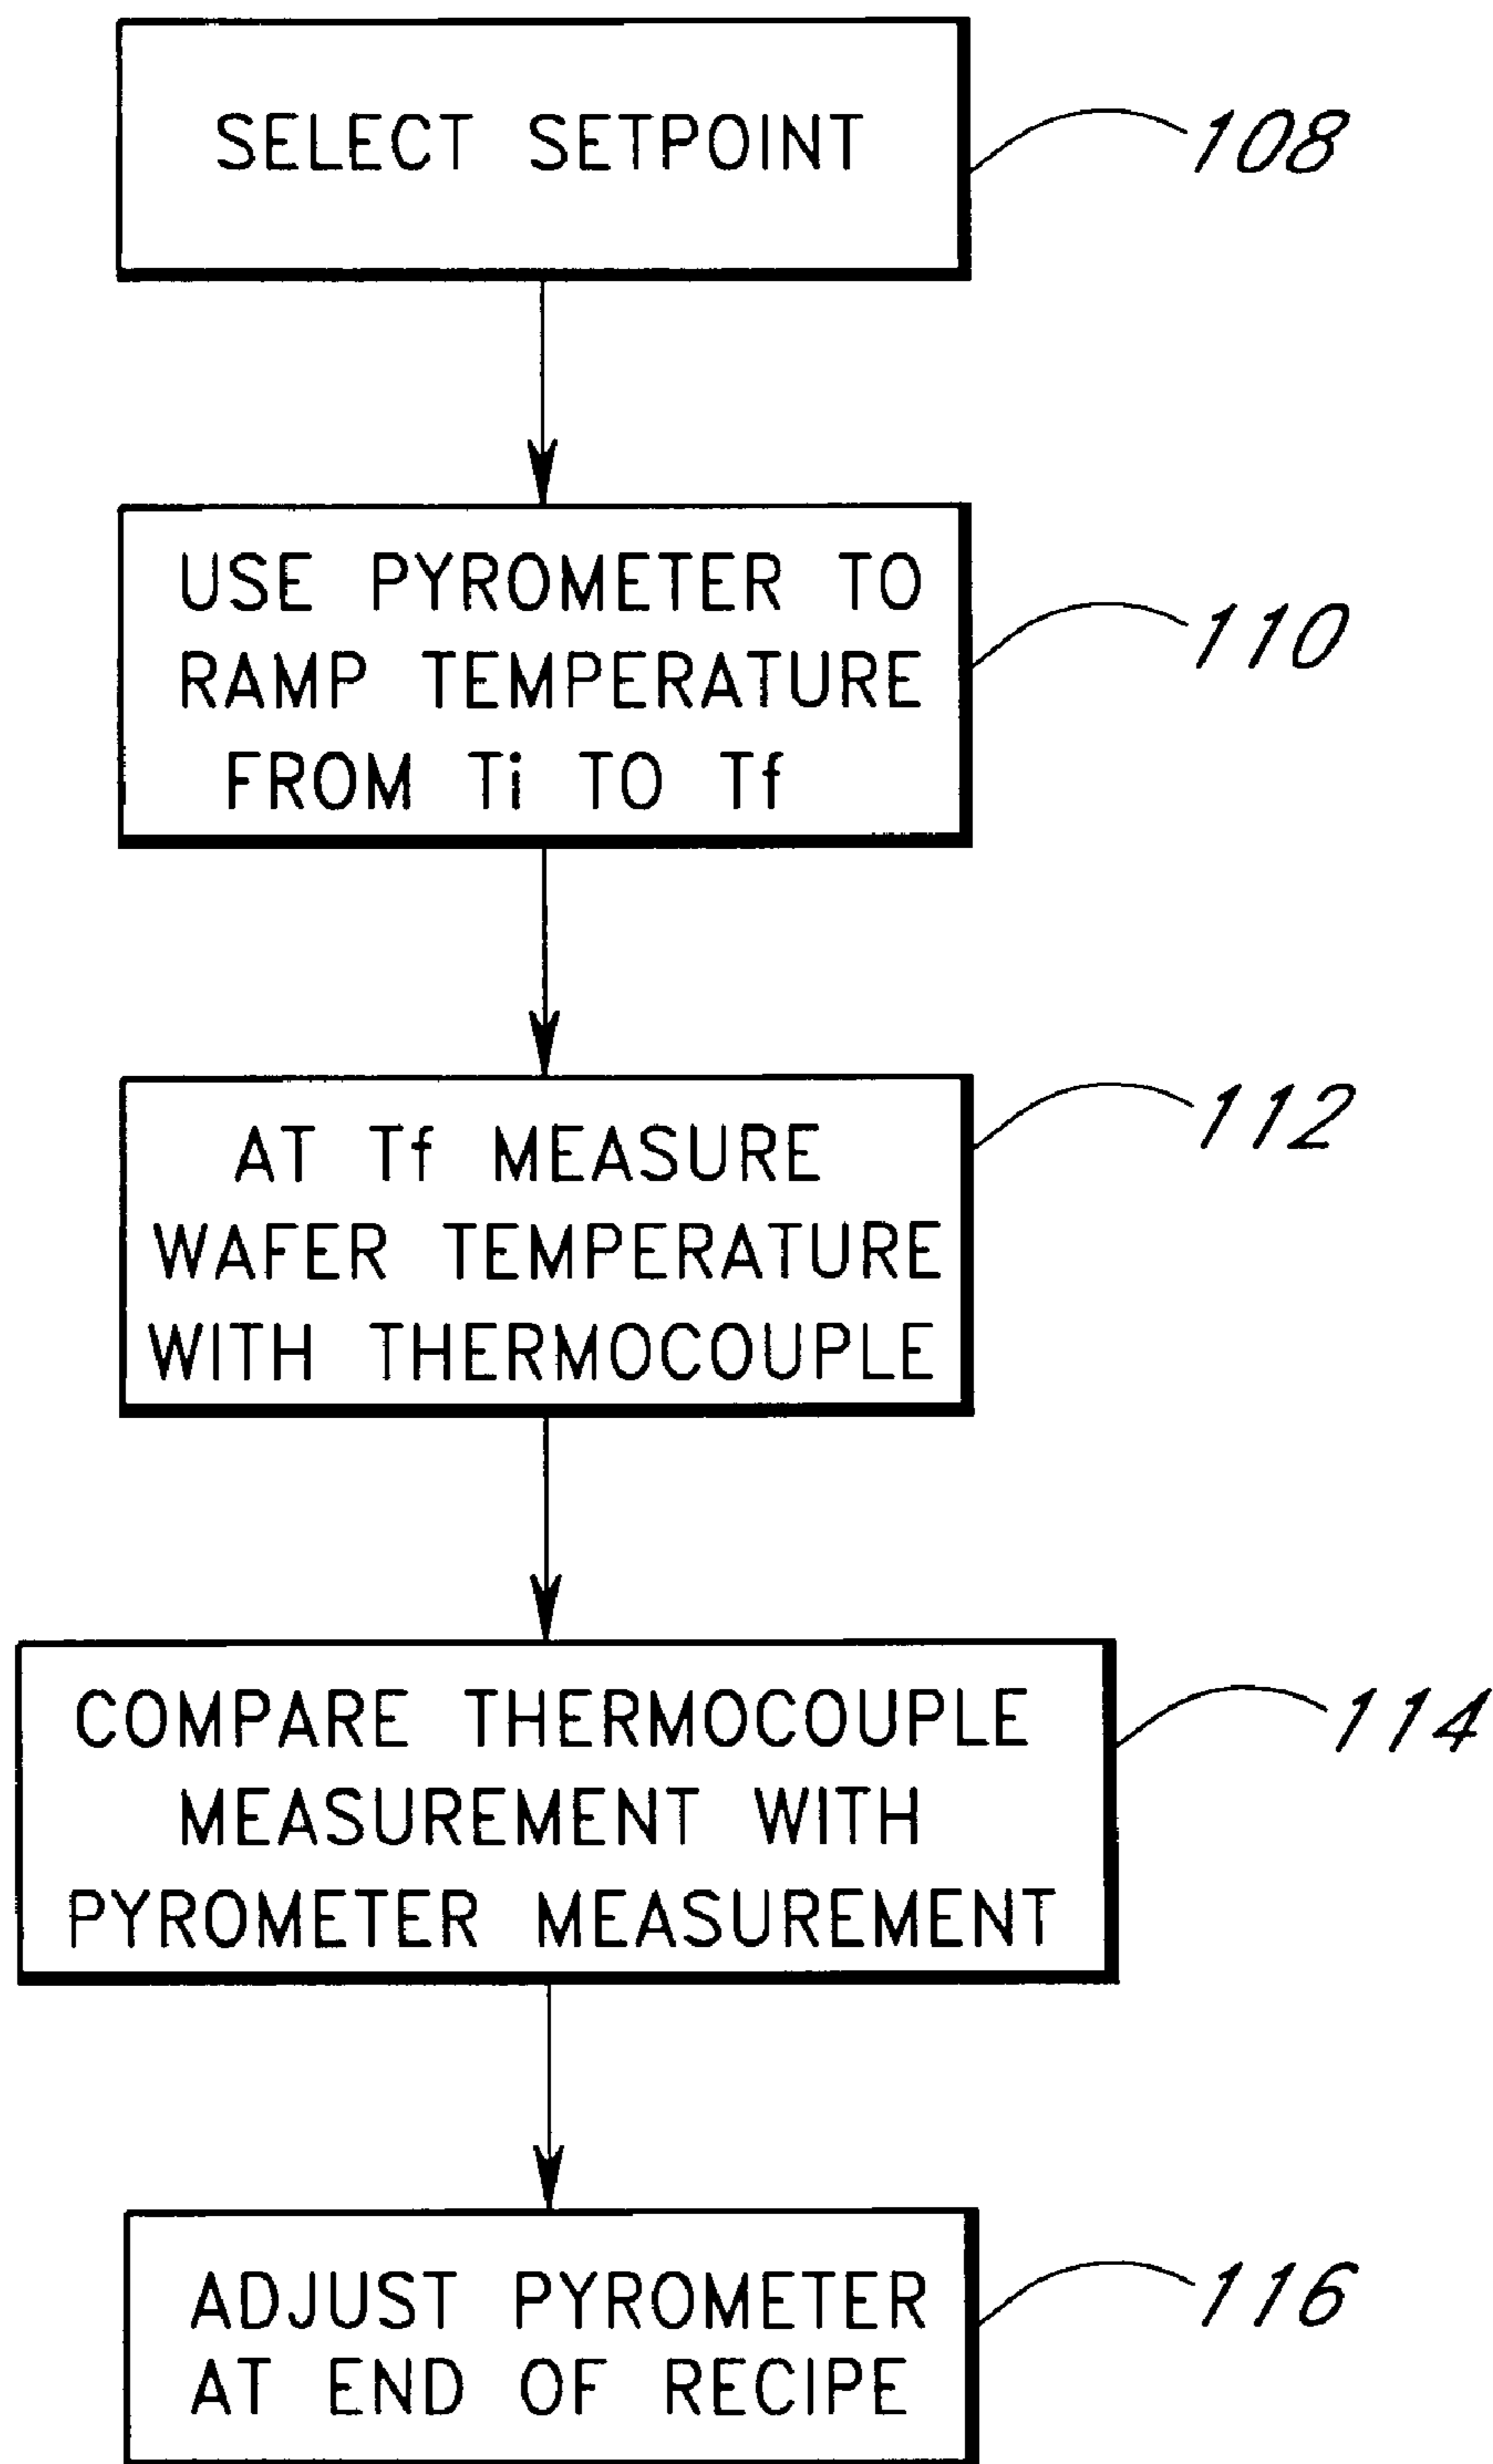 SELECT SETPOINT
108
USE PYROMETER TO
RAMP TEMPERATURE
FROM Ti TO Tf
110
AT Tf MEASURE
WAFER TEMPERATURE
WITH THERMOCOUPLE
112
COMPARE THERMOCOUPLE
MEASUREMENT WITH
PYROMETER MEASUREMENT
114
ADJUST PYROMETER
AT END OF RECIPE
116